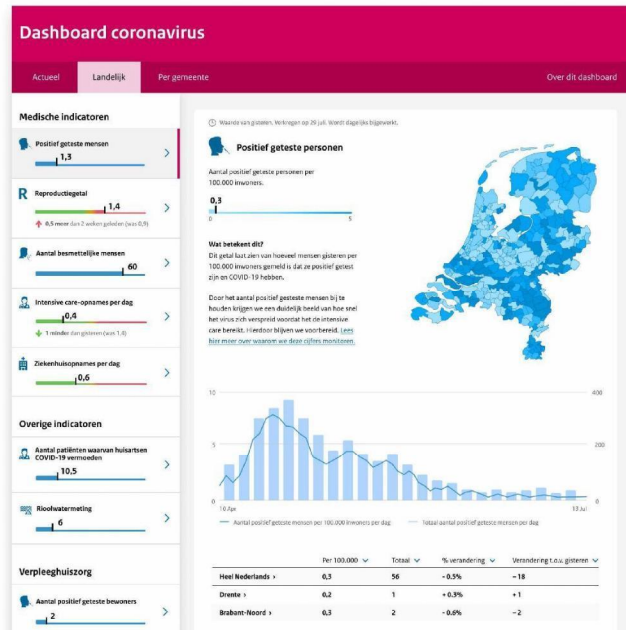 Dashboard coronavirus
Actueel
Landelijk
Per gemeente
Over dit dashboard
Medische indicatoren
Positief geteste mensen
1,3
R Reproductiegetal
1,4
0,5 meer dan 2 weken geleden (was 0,9)
Aantal besmettelijke mensen
60
Intensive care-opnames per dag
0,4
1 minder dan gisteren (was 1,4)
Ziekenhuisopnames per dag
0,6
Overige indicatoren
Aantal patiënten waarvan huisartsen
COVID-19 vermoeden
10,5
Rioolwatermeting
6
Verpleeghuiszorg
Aantal positief geteste bewoners
2
Waarde van gisteren. Verkregen op 29 juli. Wordt dagelijks bijgewerkt.
Positief geteste personen
Aantal positief geteste personen per
100.000 inwoners.
0,3
0
5
Wat betekent dit?
Dit getal laat zien van hoeveel mensen gisteren per
100.000 inwoners gemeld is dat ze positief getest
zijn en COVID-19 hebben.
Door het aantal positief gesteste mensen bij te
houden krijgen we een duidelijk beeld van hoe snel
het virus zich verspreid voordat het de intensive
care bereikt. Hierdoor blijven we voorbereid. Lees
hier meer over waarom we deze cijfers monitoren.
10
400
5
200
0
0
10 Apr
13 Jul
Aantal positief geteste mensen per 100.000 inwoners per dag
Totaal aantal positief geteste mensen per dag
Per 100.000
Totaal
% verandering
Verandering t.o.v. gisteren
Heel Nederlands › 0,3 56 - 0.5% - 18
Drente › 0,2 1 + 0.3% + 1
Brabant-Noord › 0,3 2 - 0.6% - 2